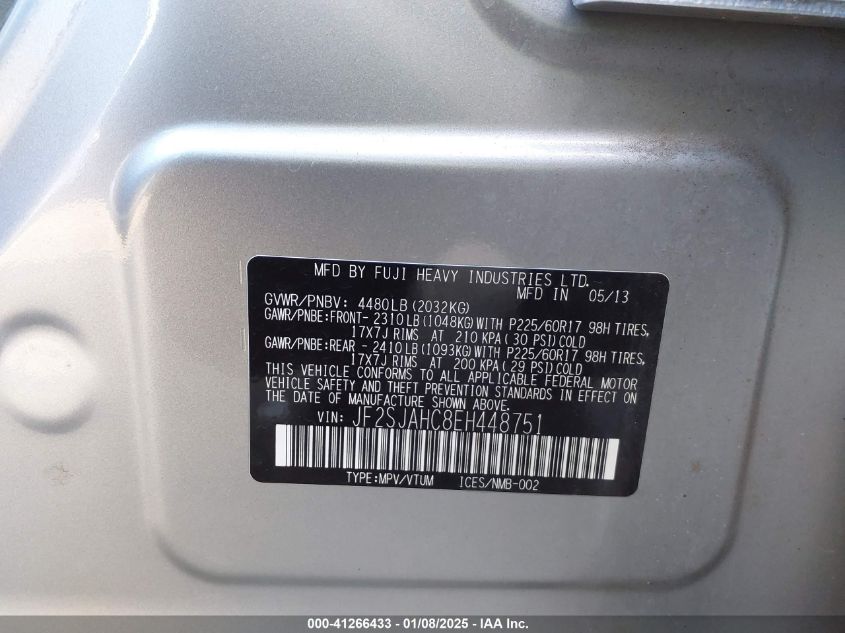 MFD BY FUJI HEAVY INDUSTRIES LTD.
MFD IN 05/13
GVWR/PNBV: 4480LB(2032KG)
GAWR/PNBE:FRONT- 2310LB(1048KG)WITH P225/60R17 98H TIRES,
17X7J RIMS AT 210 KPA(30 PSI)COLD
GAWR/PNBE:REAR - 2410LB(1093KG)WITH P225/60R17 98H TIRES,
17X7J RIMS AT 200 KPA(29 PSI)COLD
THIS VEHICLE CONFORMS TO ALL APPLICABLE FEDERAL MOTOR
VEHICLE SAFETY AND THEFT PREVENTION STANDARDS IN EFFECT ON
THE DATE OF MANUFACTURE SHOWN ABOVE.
VIN: JF2SJAHC8EH448751
TYPE:MPV/VTUM ICES/NMB-002
000-41266433 - 01/08/2025 - IAA Inc.